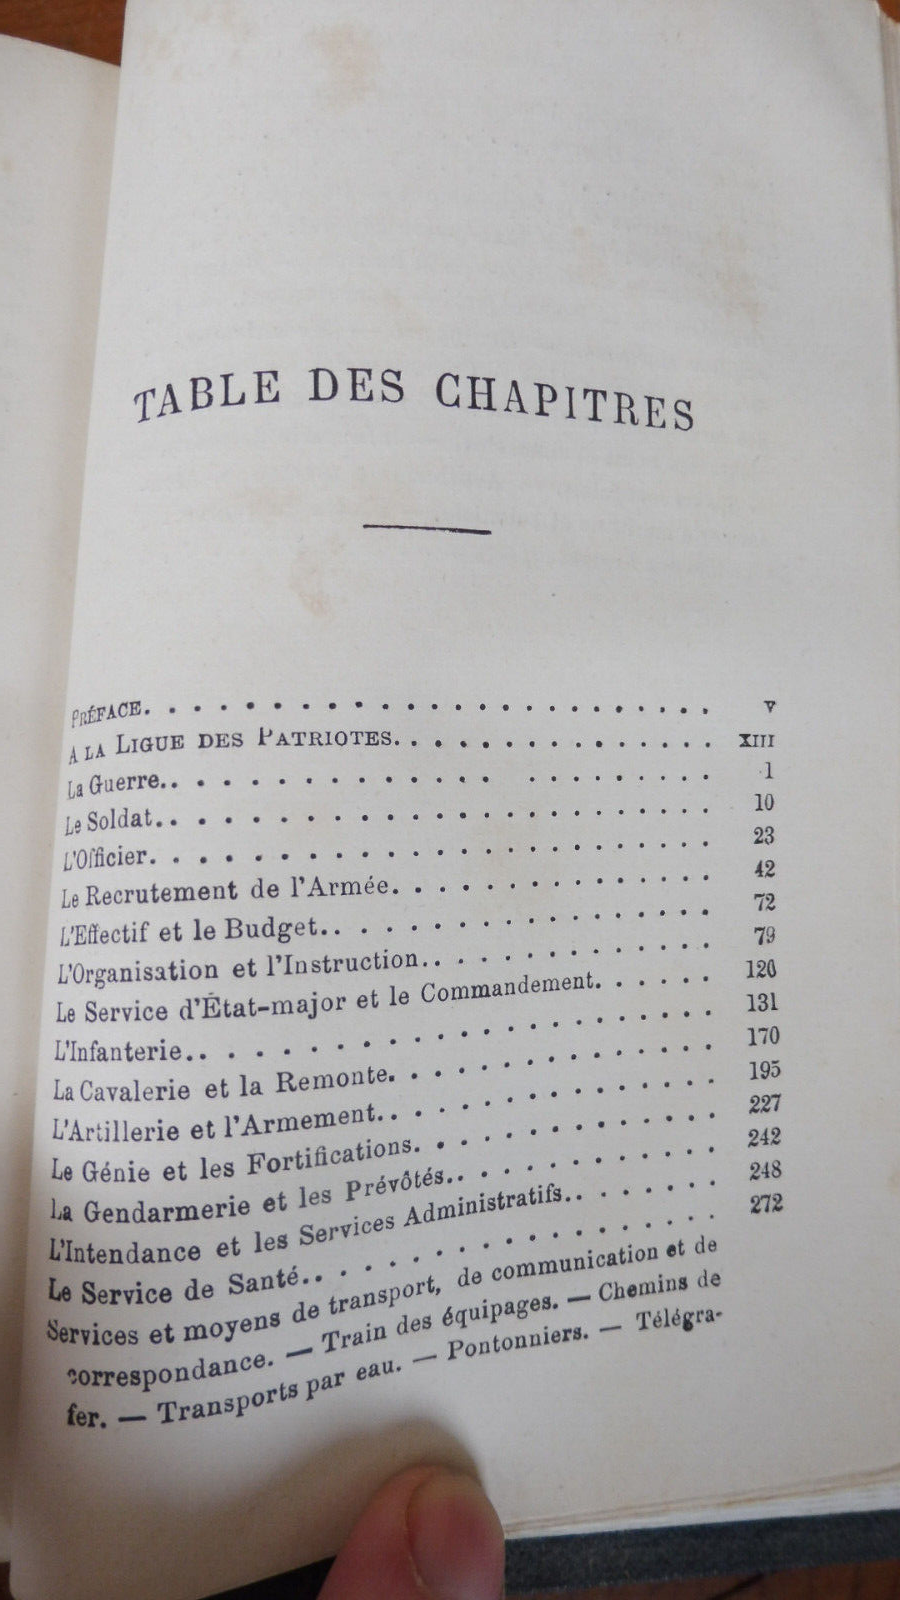 TABLE DES CHAPITRES
PRÉFACE. . . . . . . . . . . . . . . . . . . . . . V
A LA LIGUE DES PATRIOTES. . . . . . . . . . . . . XIII
La Guerre. . . . . . . . . . . . . . . . . . . . . 1
Le Soldat. . . . . . . . . . . . . . . . . . . . . 10
L'Officier. . . . . . . . . . . . . . . . . . . . . 23
Le Recrutement de l'Armée. . . . . . . . . . . . . 42
L'Effectif et le Budget. . . . . . . . . . . . . . . 72
L'Organisation et l'Instruction. . . . . . . . . . . 79
Le Service d'État-major et le Commandement. . . . . . 120
L'Infanterie. . . . . . . . . . . . . . . . . . . . 131
La Cavalerie et la Remonte. . . . . . . . . . . . . 170
L'Artillerie et l'Armement. . . . . . . . . . . . . 195
Le Génie et les Fortifications. . . . . . . . . . . 227
La Gendarmerie et les Prévôtés. . . . . . . . . . . 242
L'Intendance et les Services Administratifs. . . . . . 248
Le Service de Santé. . . . . . . . . . . . . . . . 272
Services et moyens de transport, de communication et de
correspondance. — Train des équipages. — Chemins de
fer. — Transports par eau. — Pontonniers. — Télégra-